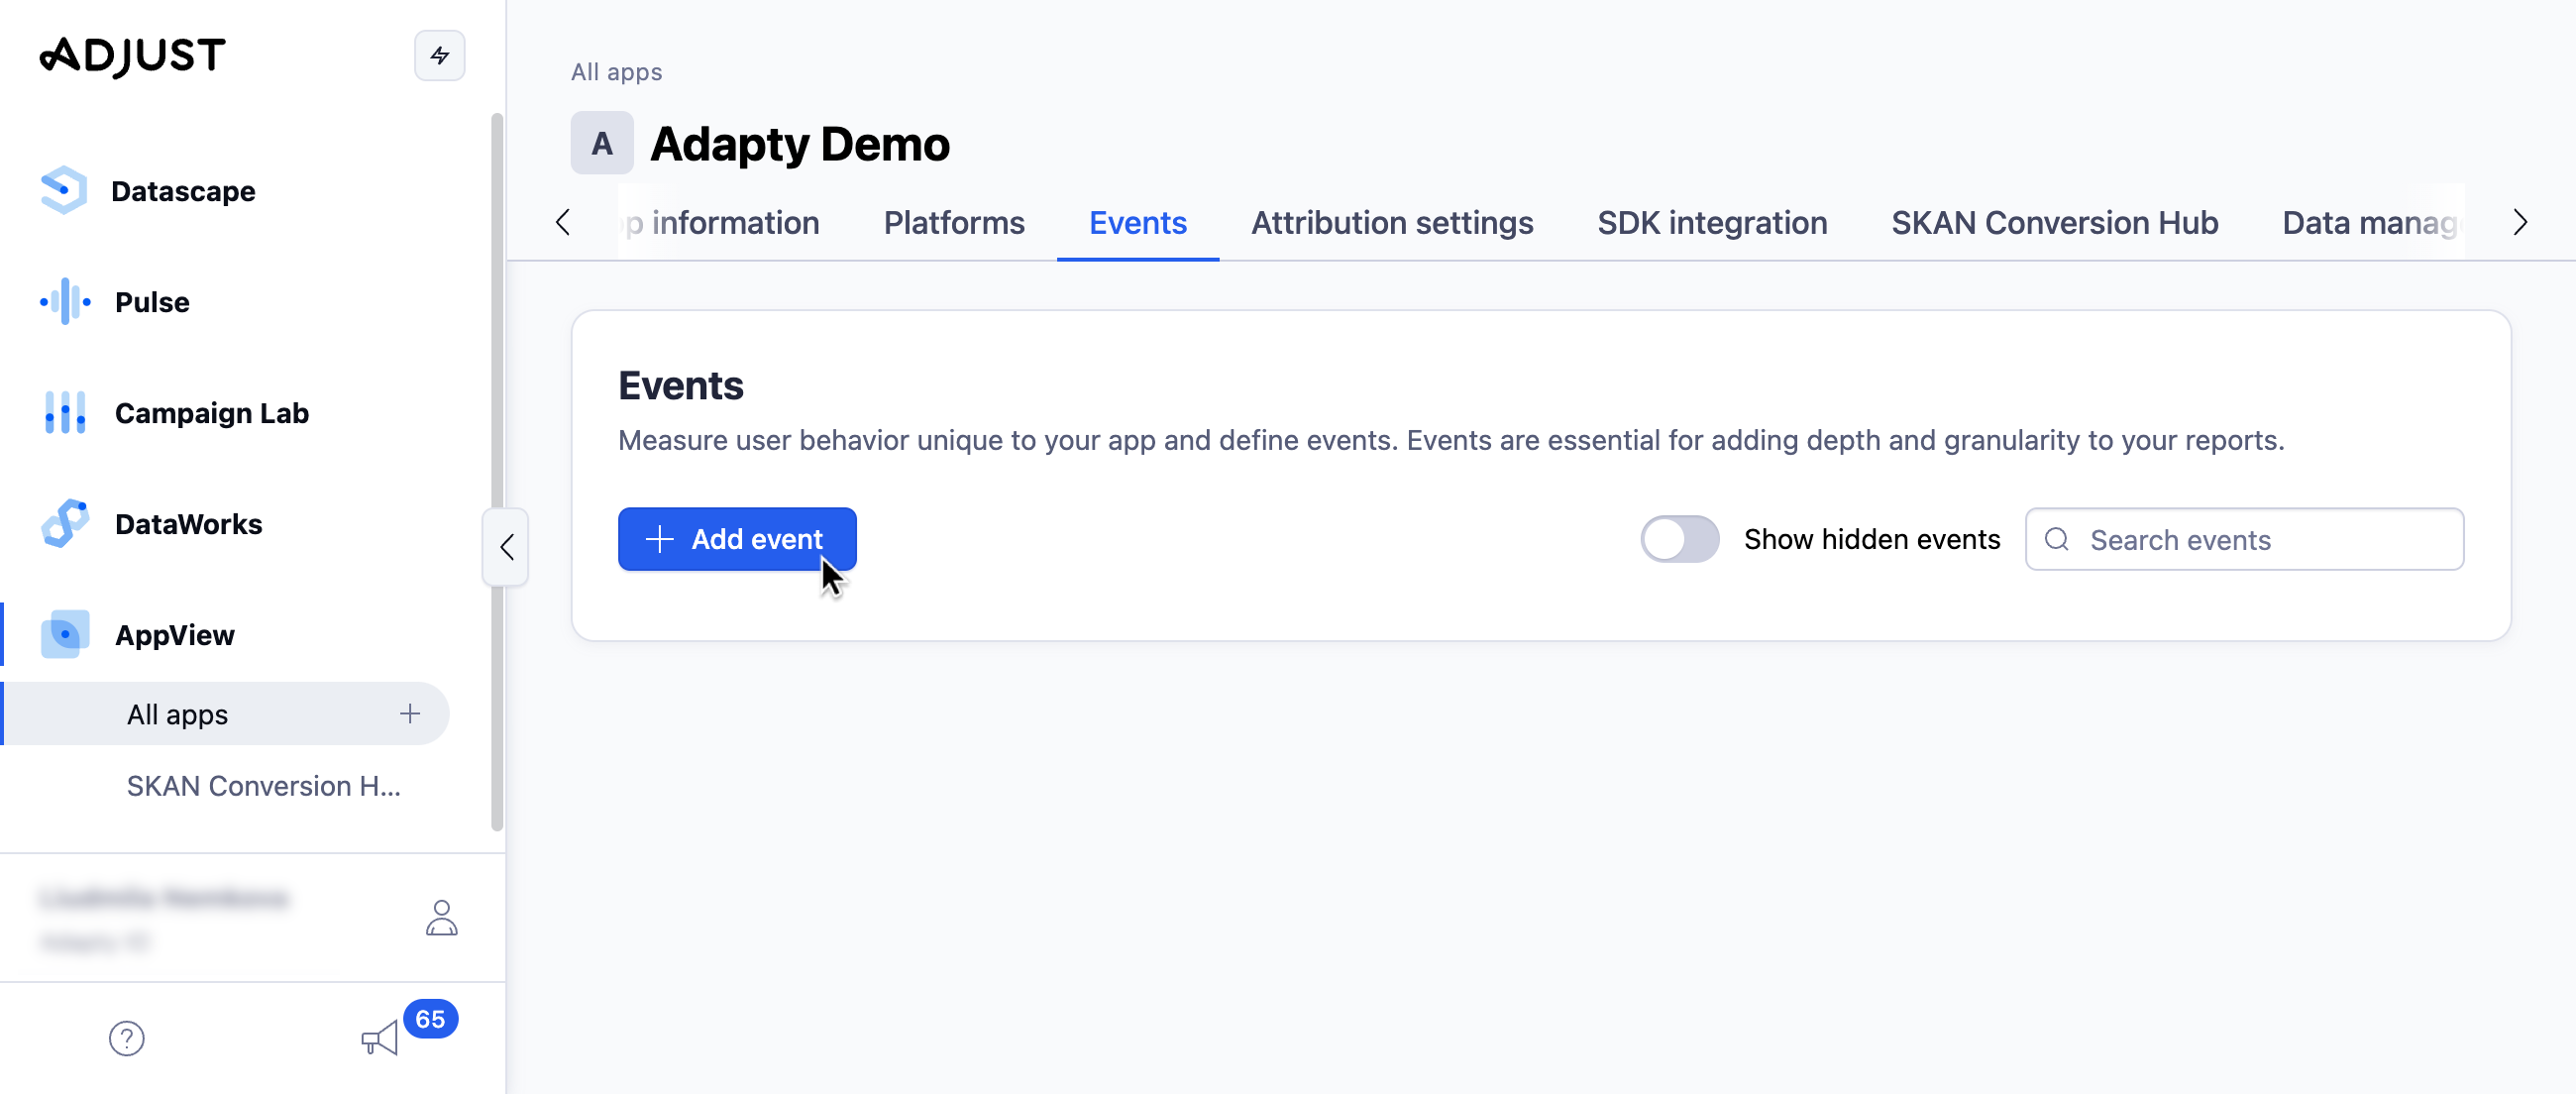 ADJUST
Datascape
Pulse
Campaign Lab
DataWorks
AppView
All apps
SKAN Conversion H...
65
All apps
A Adapty Demo
p information Platforms Events Attribution settings SDK integration SKAN Conversion Hub Data manag
Events
Measure user behavior unique to your app and define events. Events are essential for adding depth and granularity to your reports.
Add event Show hidden events Search events